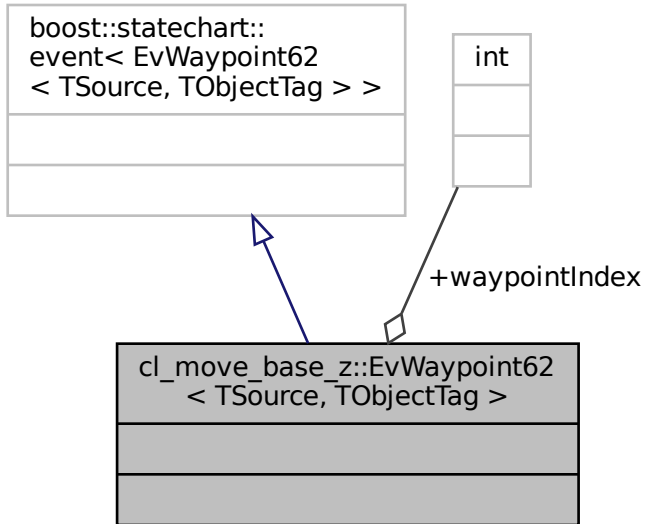 boost::statechart::
event< EvWaypoint62
< TSource, TObjectTag > >
int
+waypointIndex
cl_move_base_z::EvWaypoint62
< TSource, TObjectTag >